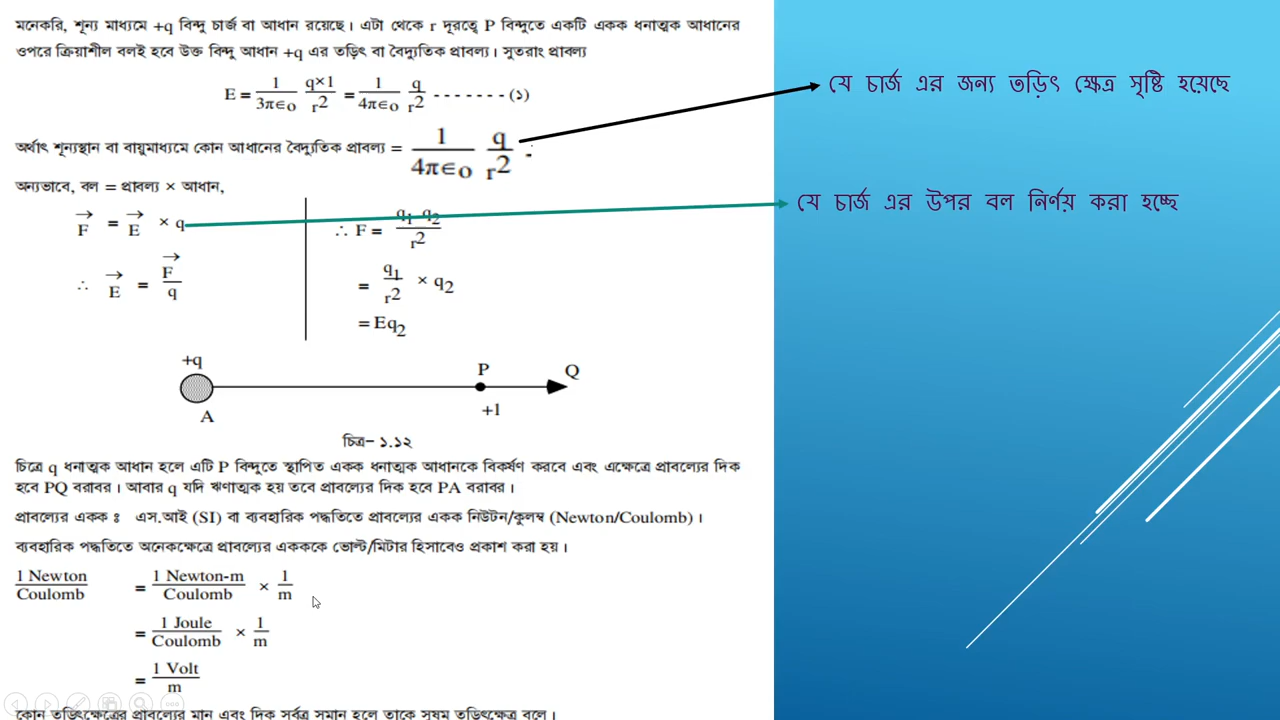 মনেকরি, শূন্য মাধ্যমে +q বিন্দু চার্জ বা আধান রয়েছে। এটা থেকে r দূরত্বে P বিন্দুতে একটি একক ধনাত্মক আধানের
ওপরে ক্রিয়াশীল বলই হবে উক্ত বিন্দু আধান +q এর তড়িৎ বা বৈদ্যুতিক প্রাবল্য। সুতরাং প্রাবল্য
E = 1/3π∈o q×1/r2 = 1/4π∈o q/r2 - - - - - - - (১)
অর্থাৎ শূন্যস্থান বা বায়ুমাধ্যমে কোন আধানের বৈদ্যুতিক প্রাবল্য = 1/4π∈o q/r2
অন্যভাবে, বল = প্রাবল্য × আধান,
F→ = E→ × q
∴ E→ = F→/q
∴ F = q1 q2/r2
= q1/r2 × q2
= Eq2
+q
A
P
+1
Q
চিত্র- ১.১২
চিত্রে q ধনাত্মক আধান হলে এটি P বিন্দুতে স্থাপিত একক ধনাত্মক আধানকে বিকর্ষণ করবে এবং এক্ষেত্রে প্রাবল্যের দিক
হবে PQ বরাবর। আবার q যদি ঋণাত্মক হয় তবে প্রাবল্যের দিক হবে PA বরাবর।
প্রাবল্যের একক ঃ এস.আই (SI) বা ব্যবহারিক পদ্ধতিতে প্রাবল্যের একক নিউটন/কুলম্ব (Newton/Coulomb) ।
ব্যবহারিক পদ্ধতিতে অনেকক্ষেত্রে প্রাবল্যের একককে ভোল্ট/মিটার হিসাবেও প্রকাশ করা হয়।
1 Newton/Coulomb = 1 Newton-m/Coulomb × 1/m
= 1 Joule/Coulomb × 1/m
= 1 Volt/m
কোন তড়িৎক্ষেত্রের প্রাবল্যের মান এবং দিক সর্বত্র সমান হলে তাকে সুষম তড়িৎক্ষেত্র বলে।
যে চার্জ এর জন্য তড়িৎ ক্ষেত্র সৃষ্টি হয়েছে
যে চার্জ এর উপর বল নির্ণয় করা হচ্ছে